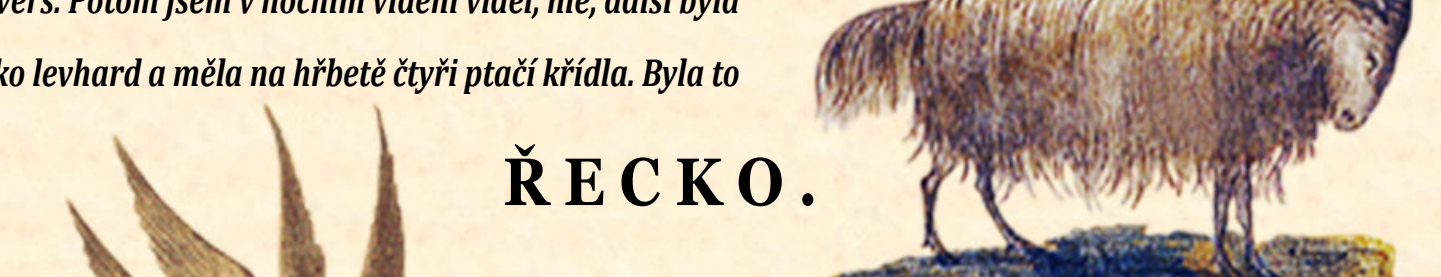 vers. Potom jsem v nočním vidění viděl, hle, další byla
ko levhard a měla na hřbetě čtyři ptačí křídla. Byla to
ŘECKO.